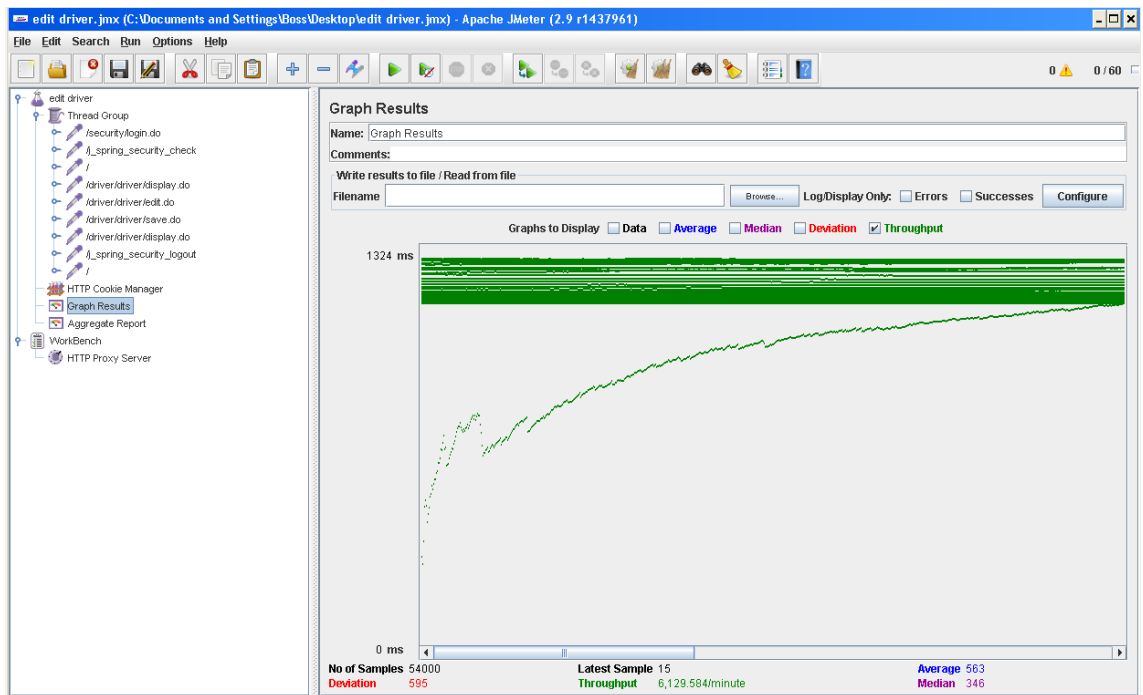 edit driver.jmx (C:\Documents and Settings\Boss\Desktop\edit driver.jmx) - Apache JMeter (2.9 r1437961)
File Edit Search Run Options Help
0 0 / 60
edit driver
Thread Group
/security/login.do
/j_spring_security_check
/
/driver/driver/display.do
/driver/driver/edit.do
/driver/driver/save.do
/driver/driver/display.do
/j_spring_security_logout
/
HTTP Cookie Manager
Graph Results
Aggregate Report
WorkBench
HTTP Proxy Server
Graph Results
Name: Graph Results
Comments:
Write results to file / Read from file
Filename Browse... Log/Display Only: Errors Successes Configure
Graphs to Display Data Average Median Deviation Throughput
1324 ms
0 ms
No of Samples 54000 Latest Sample 15 Average 563
Deviation 595 Throughput 6,129.584/minute Median 346